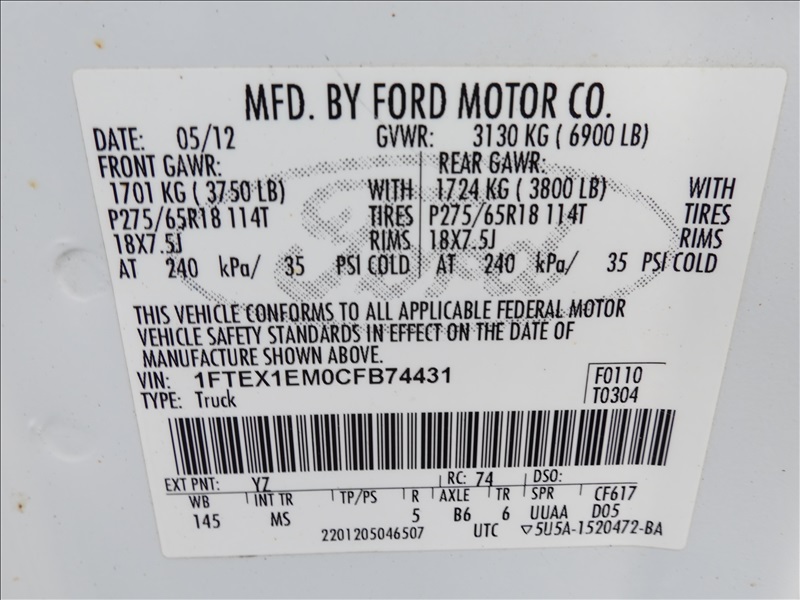 MFD. BY FORD MOTOR CO.
DATE: 05/12 GVWR: 3130 KG ( 6900 LB)
FRONT GAWR: REAR GAWR:
1701 KG ( 3750 LB) WITH 1724 KG ( 3800 LB) WITH
P275/65R18 114T TIRES P275/65R18 114T TIRES
18X7.5J RIMS 18X7.5J RIMS
AT 240 kPa/ 35 PSI COLD AT 240 kPa/ 35 PSI COLD
Ford
THIS VEHICLE CONFORMS TO ALL APPLICABLE FEDERAL MOTOR
VEHICLE SAFETY STANDARDS IN EFFECT ON THE DATE OF
MANUFACTURE SHOWN ABOVE.
VIN: 1FTEX1EM0CFB74431 F0110
TYPE: Truck T0304
EXT PNT: YZ RC: 74 DSO:
WB INT TR TP/PS R AXLE TR SPR CF617
145 MS 5 B6 6 UUAA D05
2201205046507 UTC ▽5U5A-1520472-BA